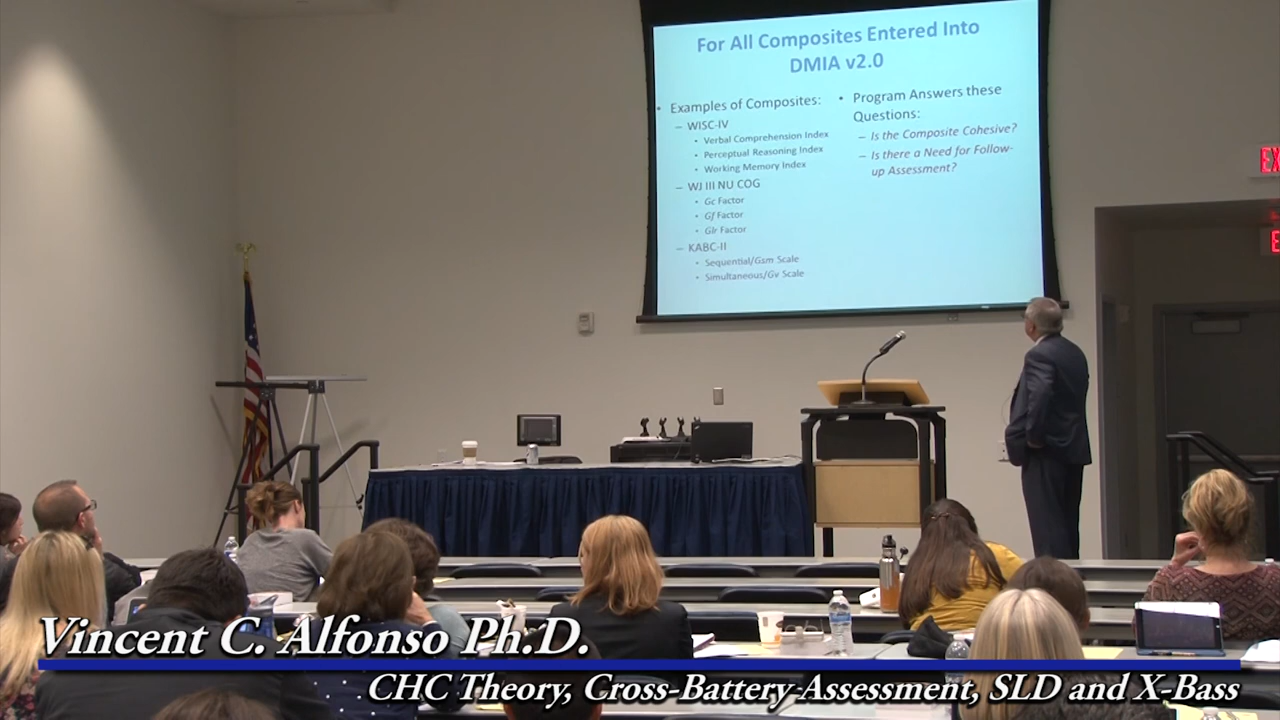 For All Composites Entered Into
DMIA v2.0
• Examples of Composites:
– WISC-IV
• Verbal Comprehension Index
• Perceptual Reasoning Index
• Working Memory Index
– WJ III NU COG
• Gc Factor
• Gf Factor
• Glr Factor
– KABC-II
• Sequential/Gsm Scale
• Simultaneous/Gv Scale
• Program Answers these
Questions:
– Is the Composite Cohesive?
– Is there a Need for Follow-
up Assessment?
EX
E
Vincent C. Alfonso Ph.D.
CHC Theory, Cross-Battery Assessment, SLD and X-Bass